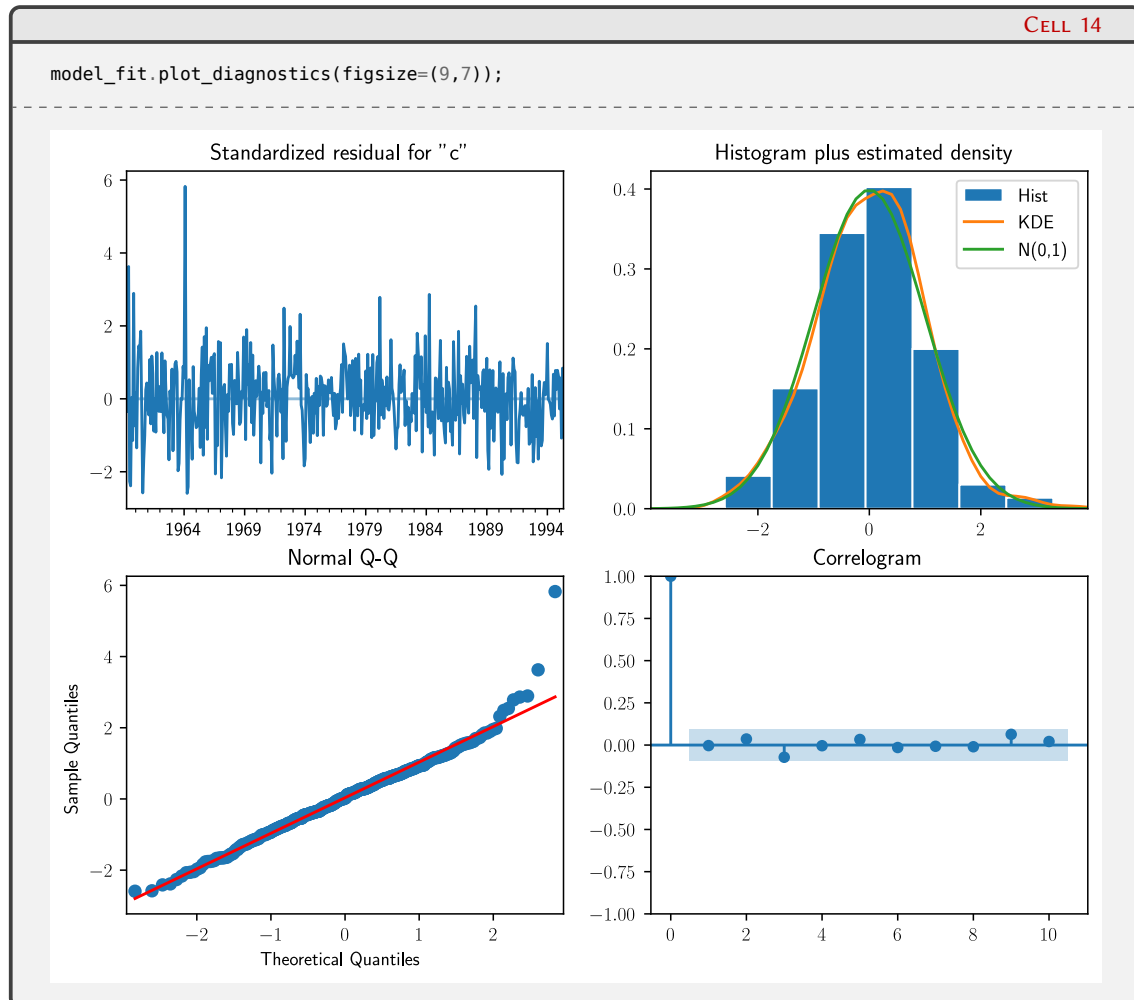 CELL 14
model_fit.plot_diagnostics(figsize=(9,7));
Standardized residual for "c"
6
4
2
0
−2
1964 1969 1974 1979 1984 1989 1994
Histogram plus estimated density
0.4
0.3
0.2
0.1
0.0
−2 0 2
Hist
KDE
N(0,1)
Normal Q-Q
Sample Quantiles
6
4
2
0
−2
−2 −1 0 1 2
Theoretical Quantiles
Correlogram
1.00
0.75
0.50
0.25
0.00
−0.25
−0.50
−0.75
−1.00
0 2 4 6 8 10